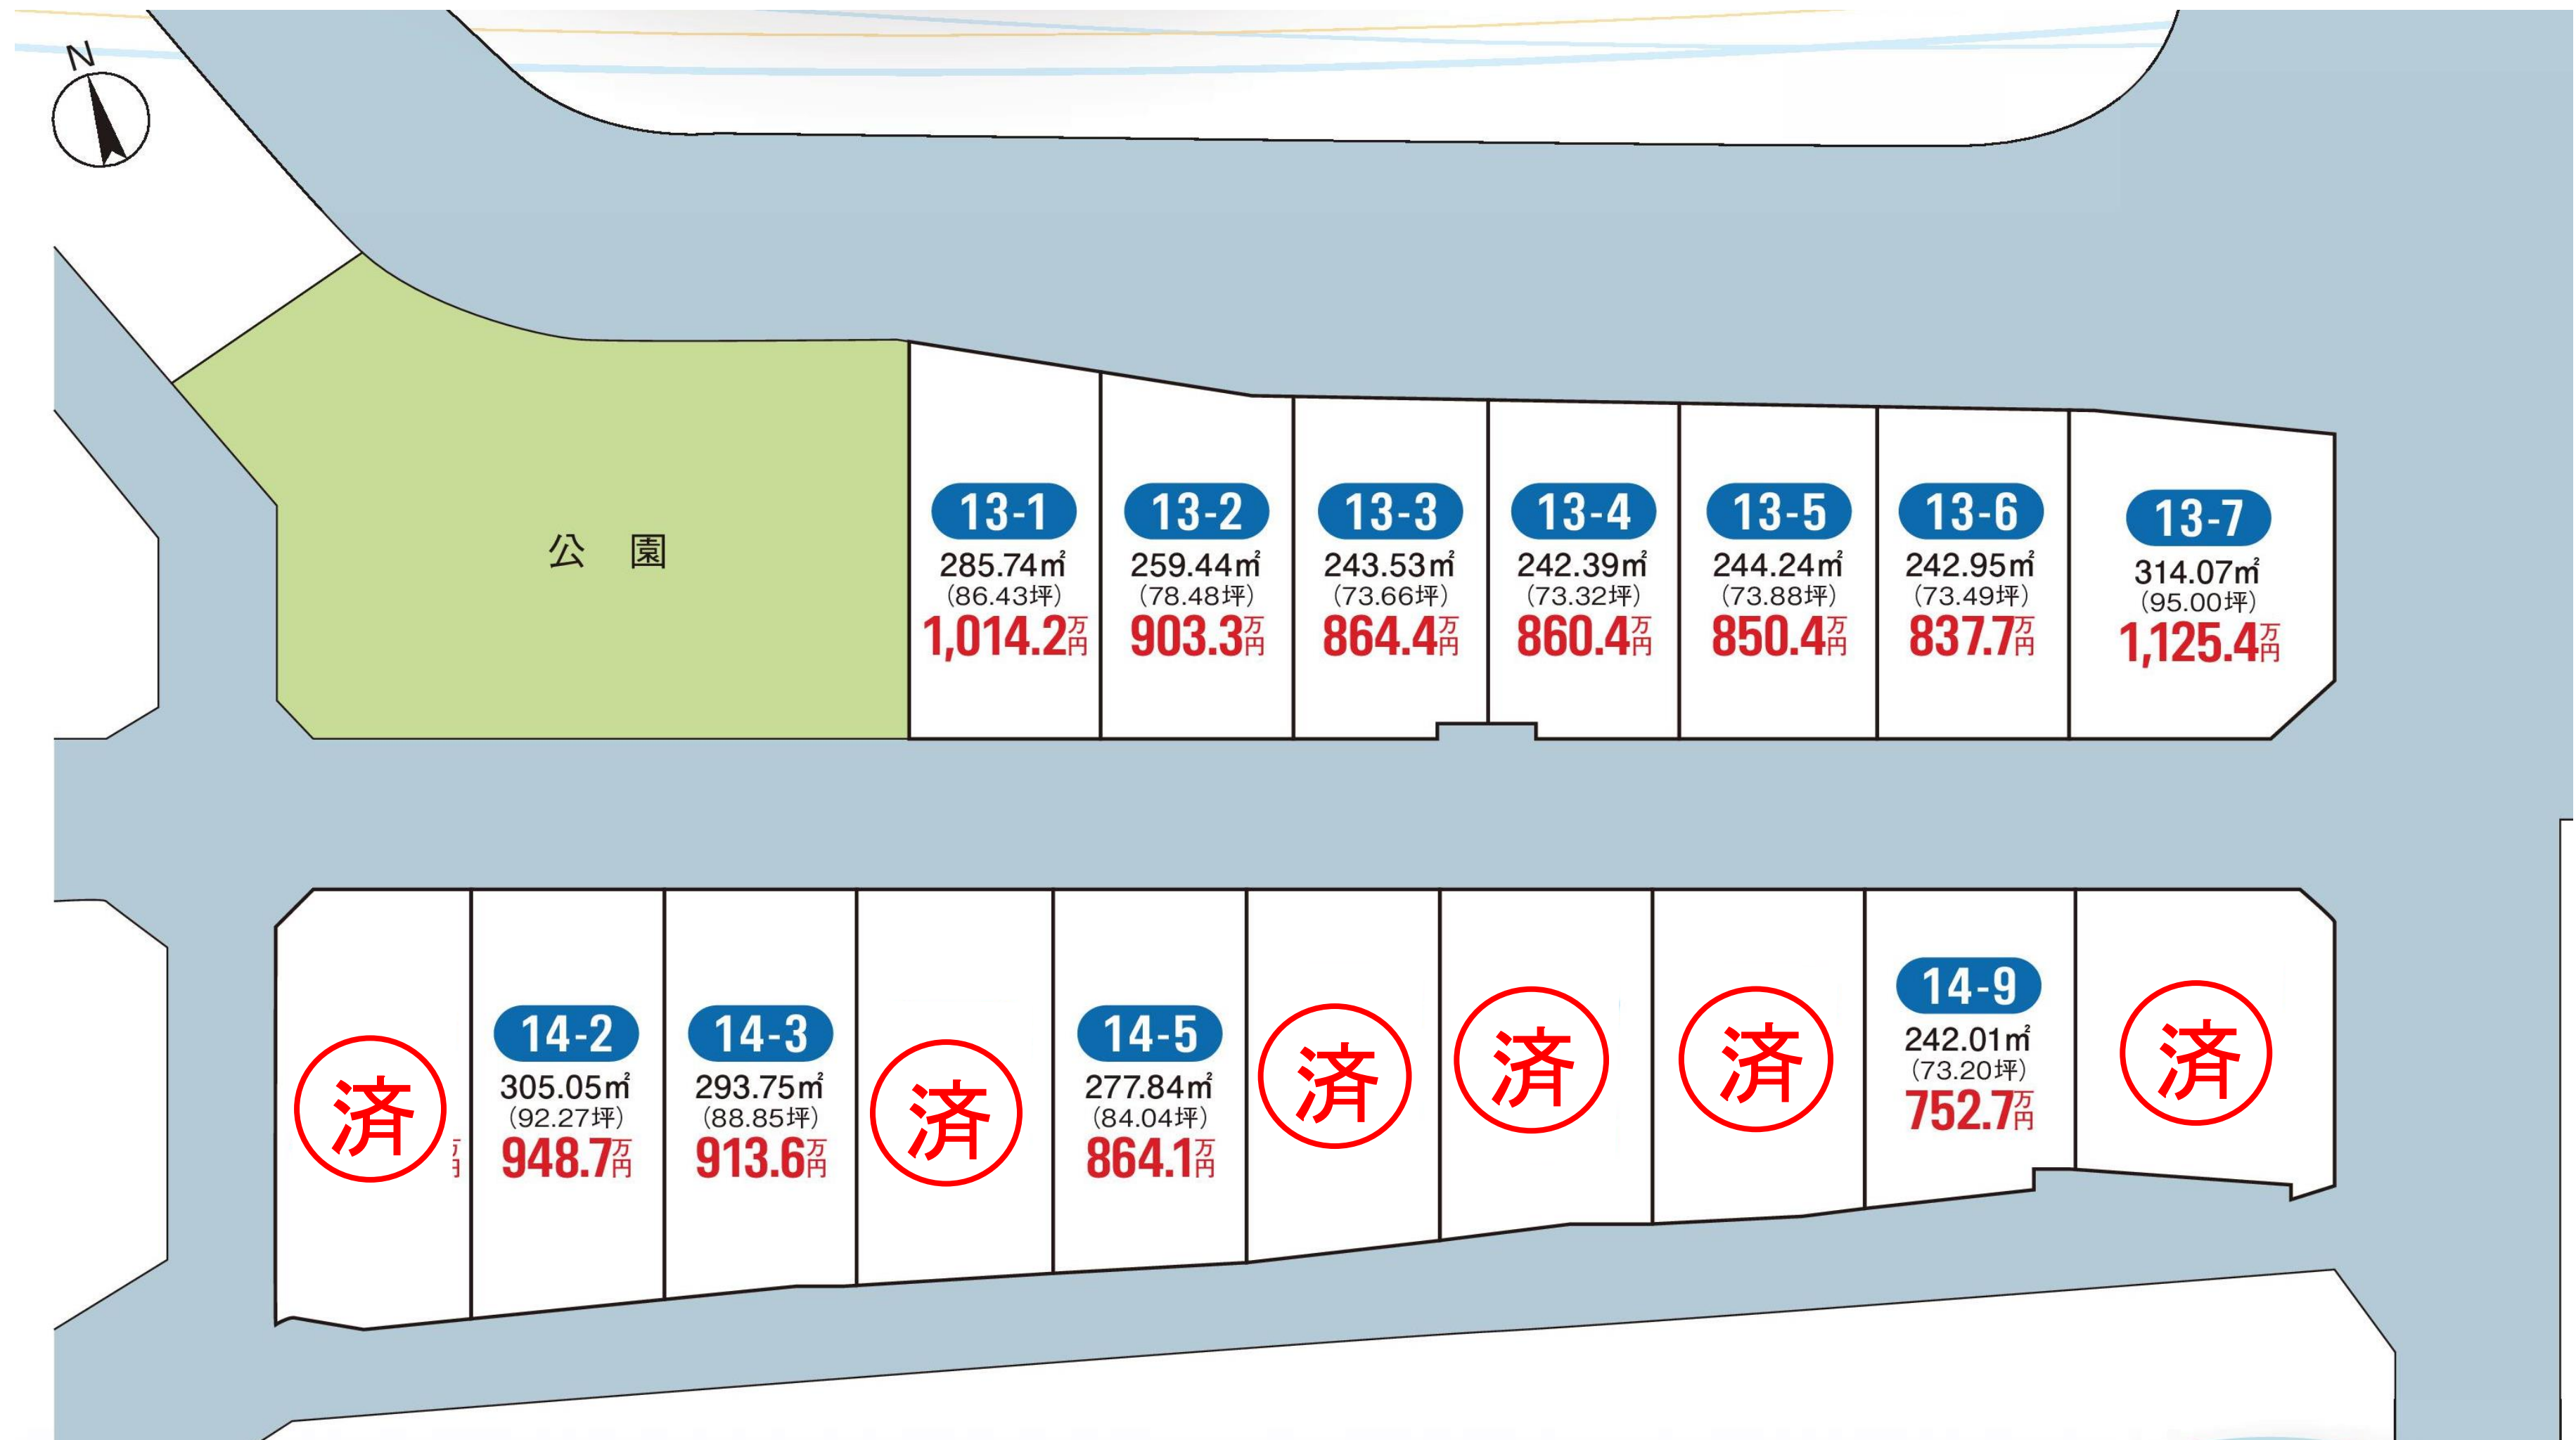 N
公　園
13-1
285.74㎡
(86.43坪)
1,014.2万円
13-2
259.44㎡
(78.48坪)
903.3万円
13-3
243.53㎡
(73.66坪)
864.4万円
13-4
242.39㎡
(73.32坪)
860.4万円
13-5
244.24㎡
(73.88坪)
850.4万円
13-6
242.95㎡
(73.49坪)
837.7万円
13-7
314.07㎡
(95.00坪)
1,125.4万円
済
万円
14-2
305.05㎡
(92.27坪)
948.7万円
14-3
293.75㎡
(88.85坪)
913.6万円
済
14-5
277.84㎡
(84.04坪)
864.1万円
済
済
済
14-9
242.01㎡
(73.20坪)
752.7万円
済